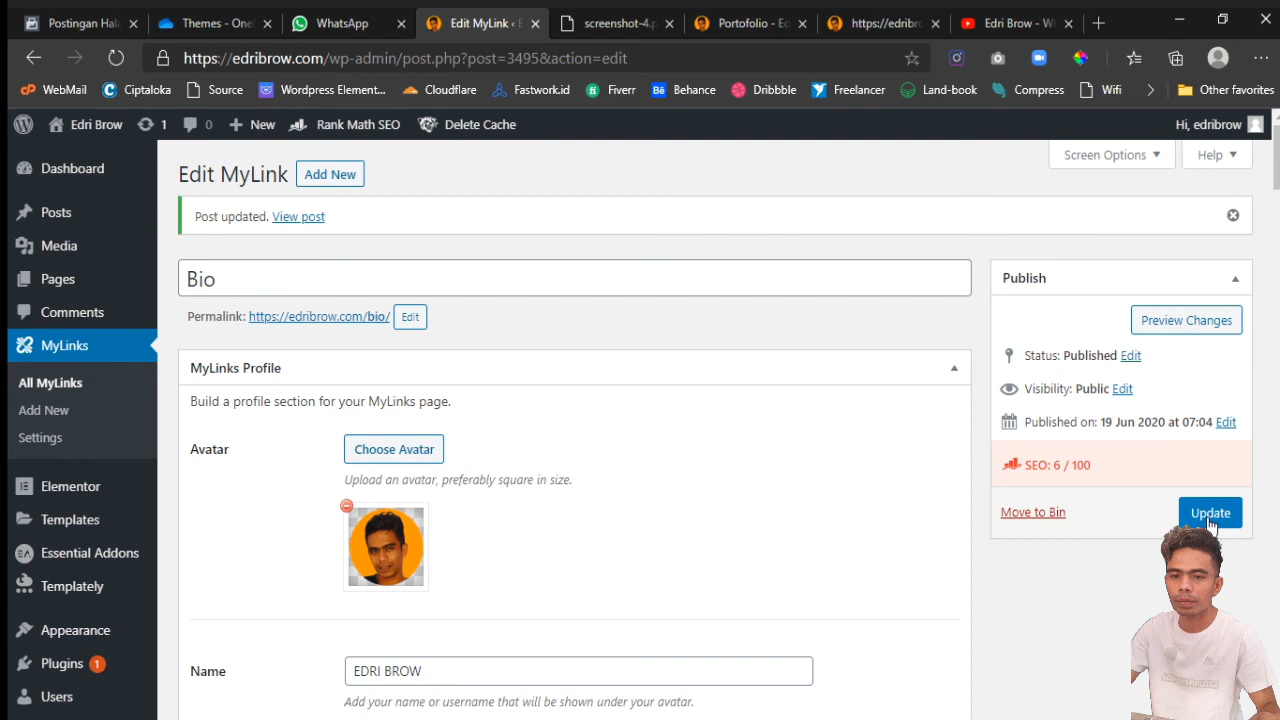 Postingan Hala
Themes - OneI
WhatsApp
Edit MyLink ‹ E
screenshot-4.p
Portofolio - Ed
https://edribro
Edri Brow - Wl
https://edribrow.com/wp-admin/post.php?post=3495&action=edit
WebMail
Ciptaloka
Source
Wordpress Element...
Cloudflare
Fastwork.id
Fiverr
Behance
Dribbble
Freelancer
Land-book
Compress
Wifi
Other favorites
Edri Brow
1
0
New
Rank Math SEO
Delete Cache
Hi, edribrow
Dashboard
Posts
Media
Pages
Comments
MyLinks
All MyLinks
Add New
Settings
Elementor
Templates
Essential Addons
Templately
Appearance
Plugins 1
Users
Screen Options
Help
Edit MyLink
Add New
Post updated. View post
Bio
Permalink: https://edribrow.com/bio/ Edit
MyLinks Profile
Build a profile section for your MyLinks page.
Avatar
Choose Avatar
Upload an avatar, preferably square in size.
Name
EDRI BROW
Add your name or username that will be shown under your avatar.
Publish
Preview Changes
Status: Published Edit
Visibility: Public Edit
Published on: 19 Jun 2020 at 07:04 Edit
SEO: 6 / 100
Move to Bin
Update